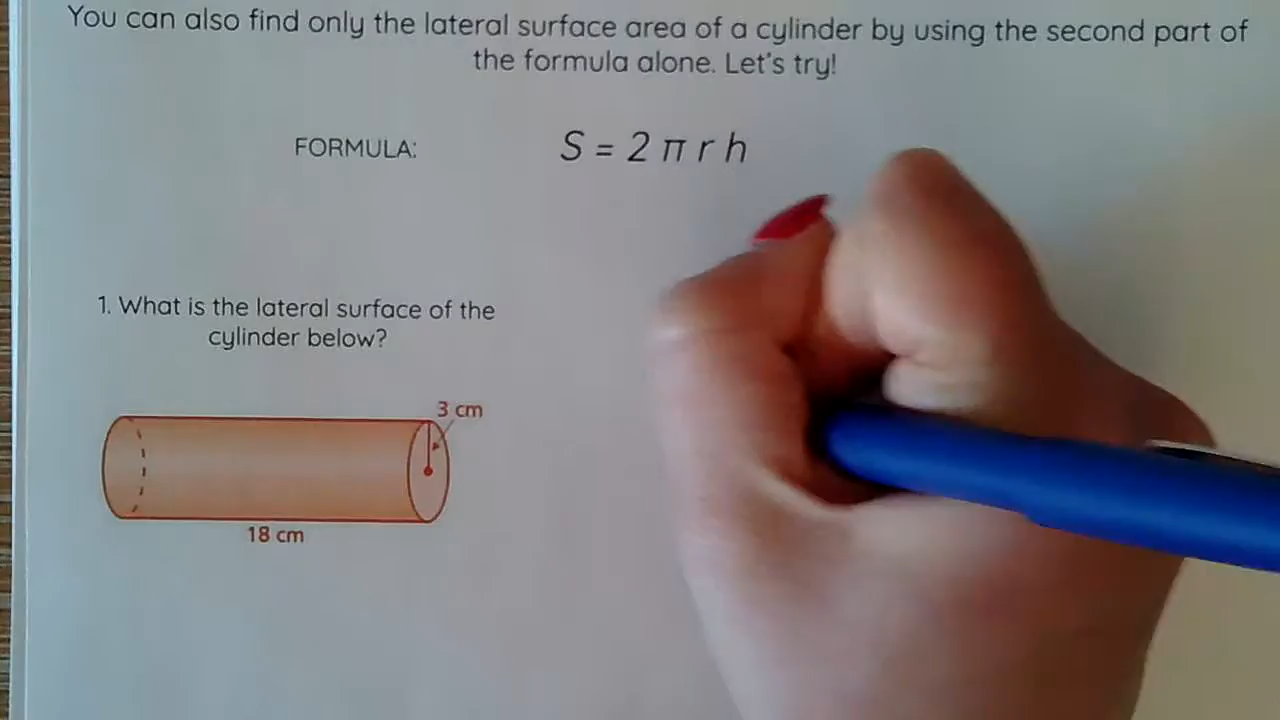 You can also find only the lateral surface area of a cylinder by using the second part of
the formula alone. Let's try!
FORMULA: S = 2 π r h
1. What is the lateral surface of the
cylinder below?
3 cm
18 cm